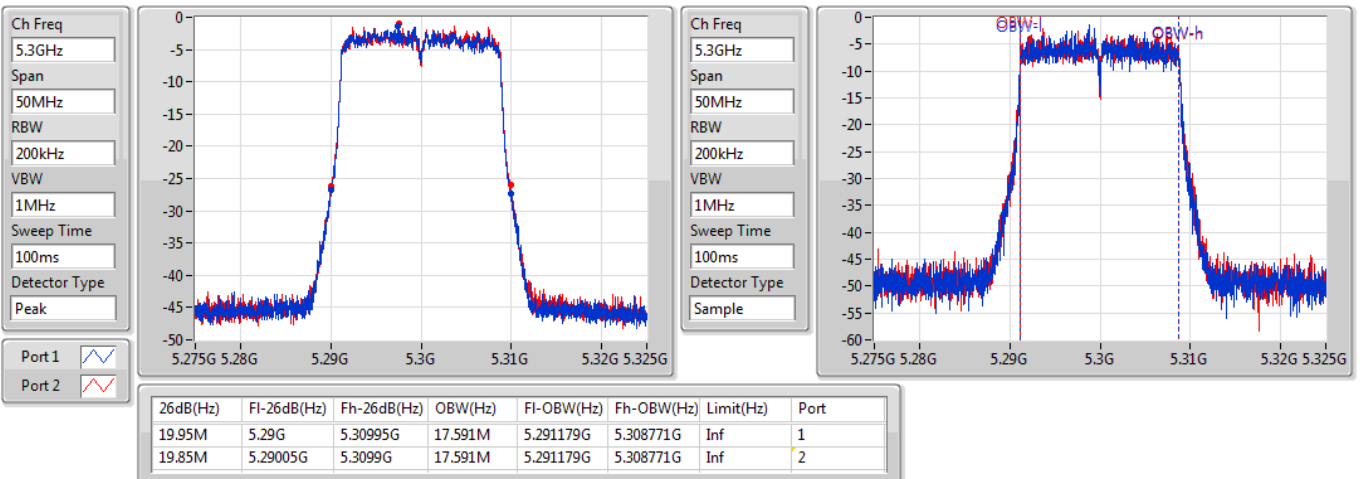 Ch Freq
5.3GHz
Span
50MHz
RBW
200kHz
VBW
1MHz
Sweep Time
100ms
Detector Type
Peak
Port 1
Port 2
0
-5
-10
-15
-20
-25
-30
-35
-40
-45
-50
5.275G 5.28G 5.29G 5.3G 5.31G 5.32G 5.325G
Ch Freq
5.3GHz
Span
50MHz
RBW
200kHz
VBW
1MHz
Sweep Time
100ms
Detector Type
Sample
OBW-l OBW-h
0
-5
-10
-15
-20
-25
-30
-35
-40
-45
-50
-55
-60
5.275G 5.28G 5.29G 5.3G 5.31G 5.32G 5.325G
26dB(Hz) Fl-26dB(Hz) Fh-26dB(Hz) OBW(Hz) Fl-OBW(Hz) Fh-OBW(Hz) Limit(Hz) Port
19.95M 5.29G 5.30995G 17.591M 5.291179G 5.308771G Inf 1
19.85M 5.29005G 5.3099G 17.591M 5.291179G 5.308771G Inf 2